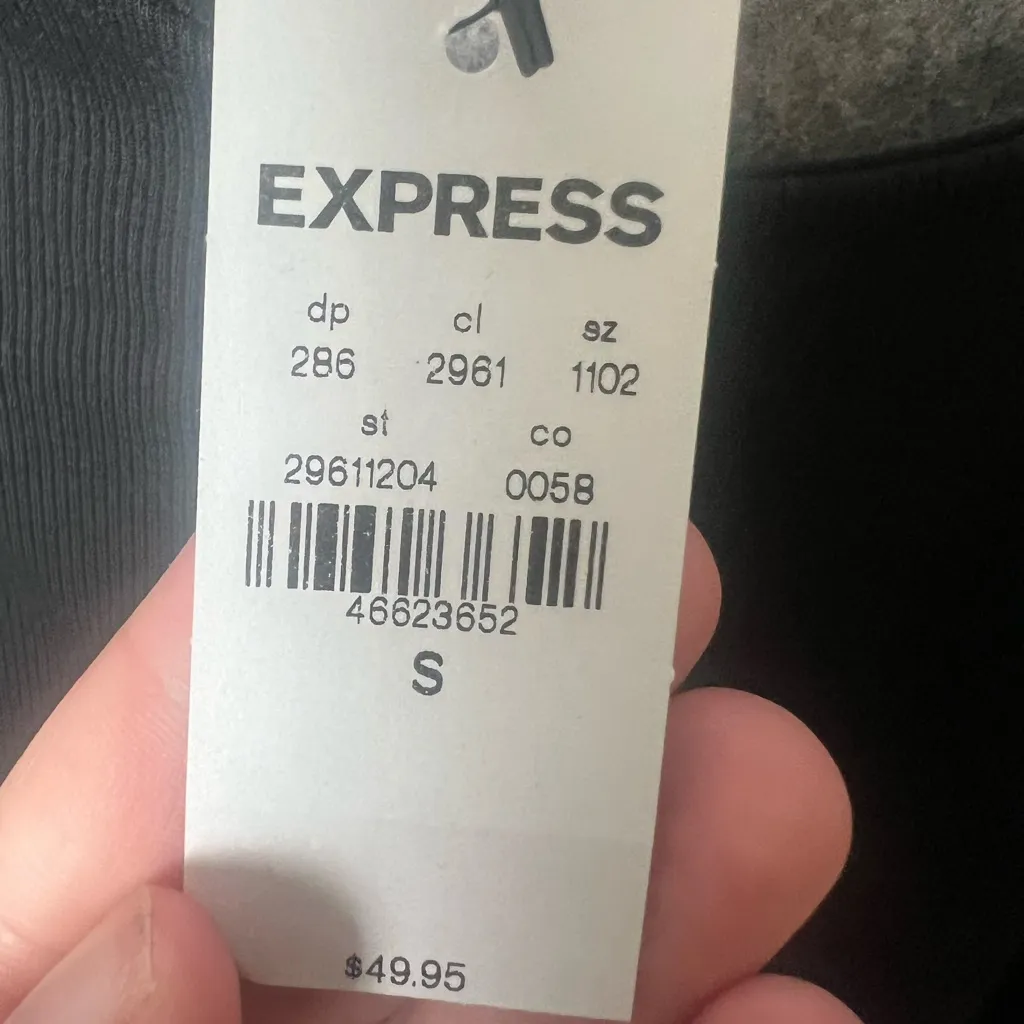 EXPRESS
dp cl sz
286 2961 1102
st co
29611204 0058
46623652
S
$49.95